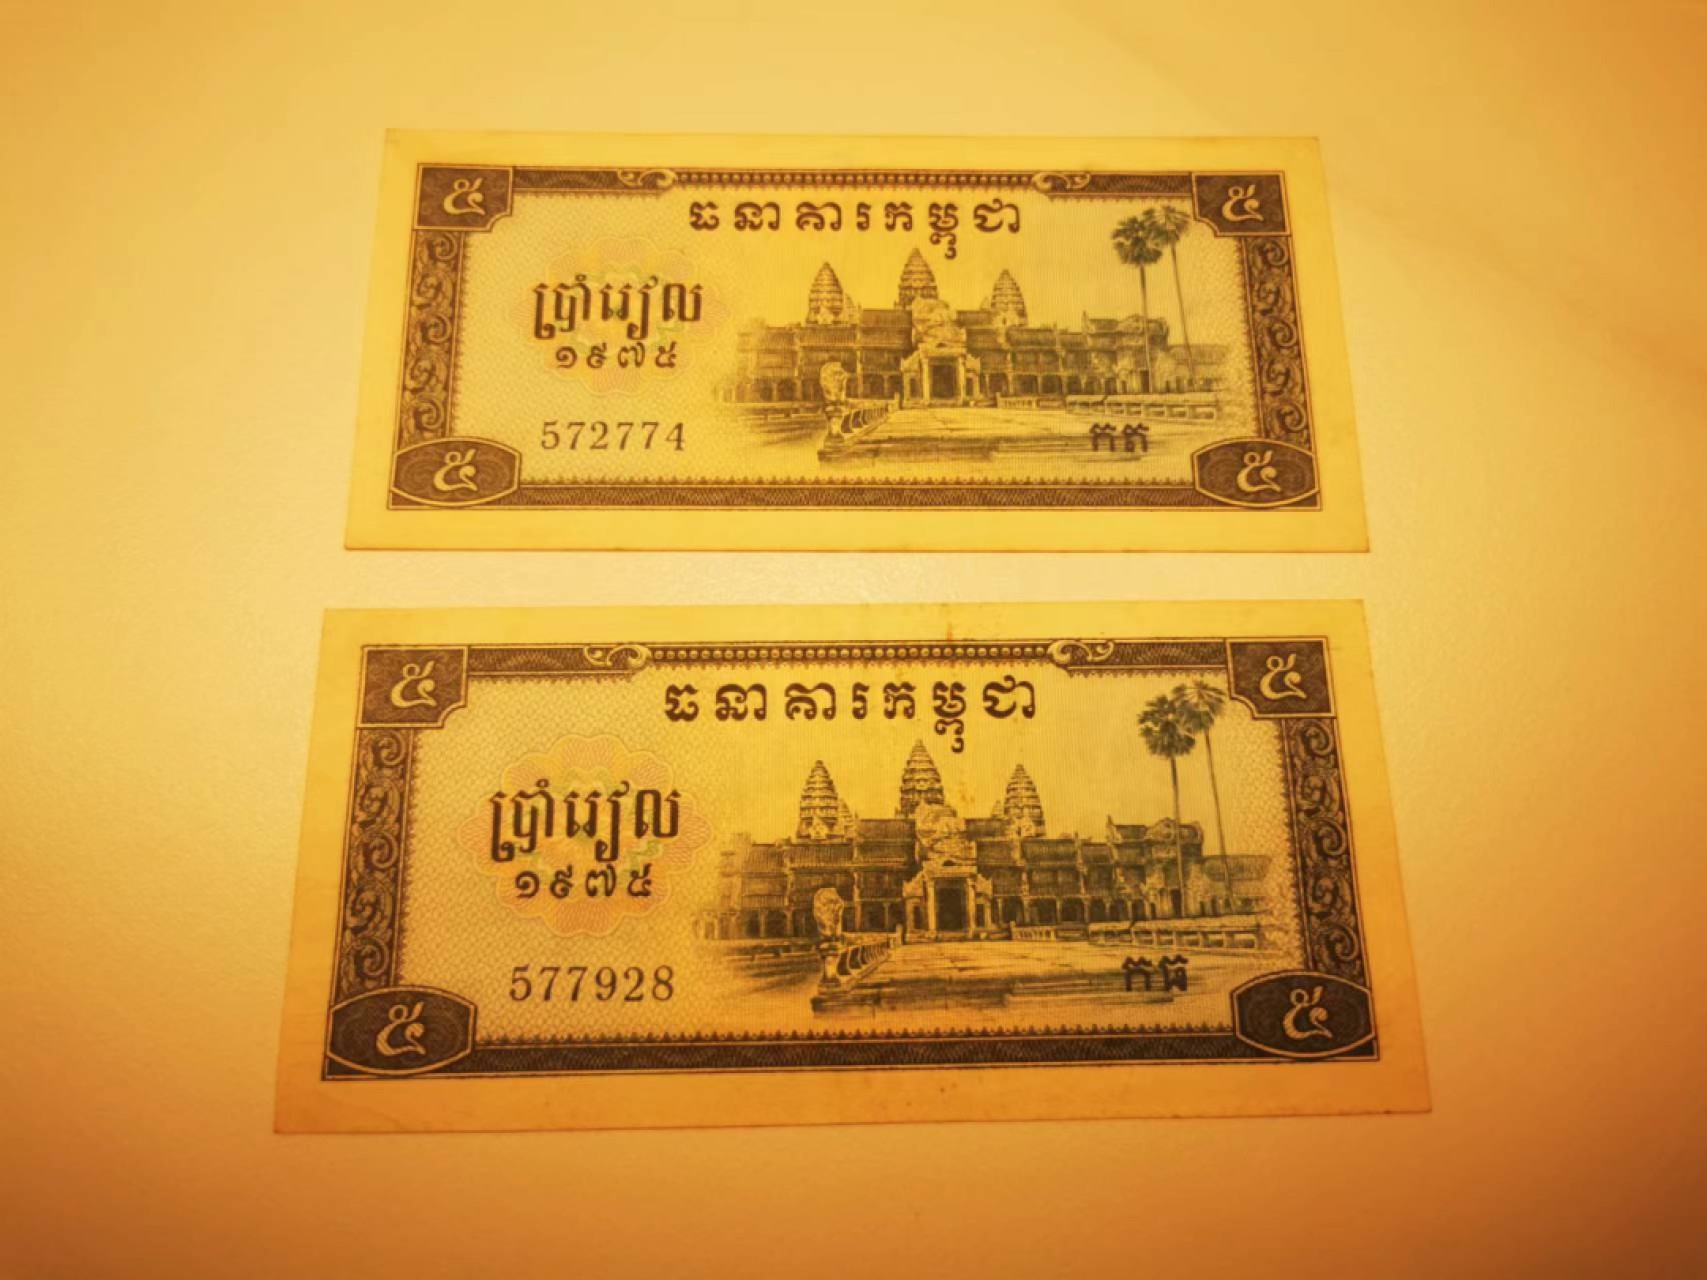 ៥ ៥
ធនាគារកម្ពុជា
ប្រាំរៀល
១៩៧៥
572774 កត
៥ ៥
៥ ៥
ធនាគារកម្ពុជា
ប្រាំរៀល
១៩៧៥
577928 កធ
៥ ៥